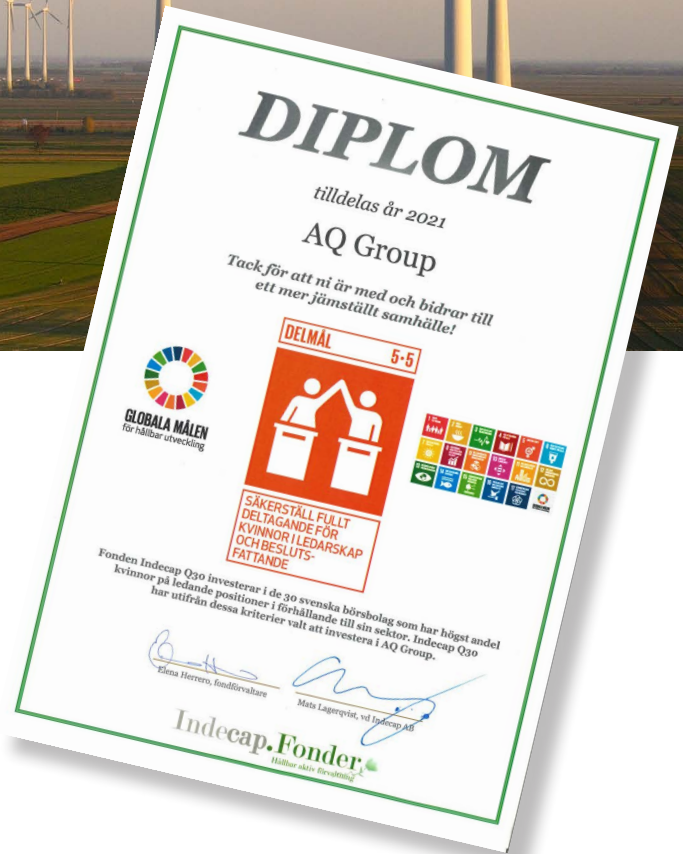 DIPLOM
tilldelas år 2021
AQ Group
Tack för att ni är med och bidrar till
ett mer jämställt samhälle!
DELMÅL
5.5
GLOBALA MÅLEN
för hållbar utveckling
SÄKERSTÄLL FULLT
DELTAGANDE FÖR
KVINNOR I LEDARSKAP
OCH BESLUTS-
FATTANDE
Fonden Indecap Q30 investerar i de 30 svenska börsbolag som har högst andel
kvinnor på ledande positioner i förhållande till sin sektor. Indecap Q30
har utifrån dessa kriterier valt att investera i AQ Group.
Elena Herrero, fondförvaltare
Mats Lagerqvist, vd Indecap AB
Indecap.Fonder
Hållbar aktiv förvaltning